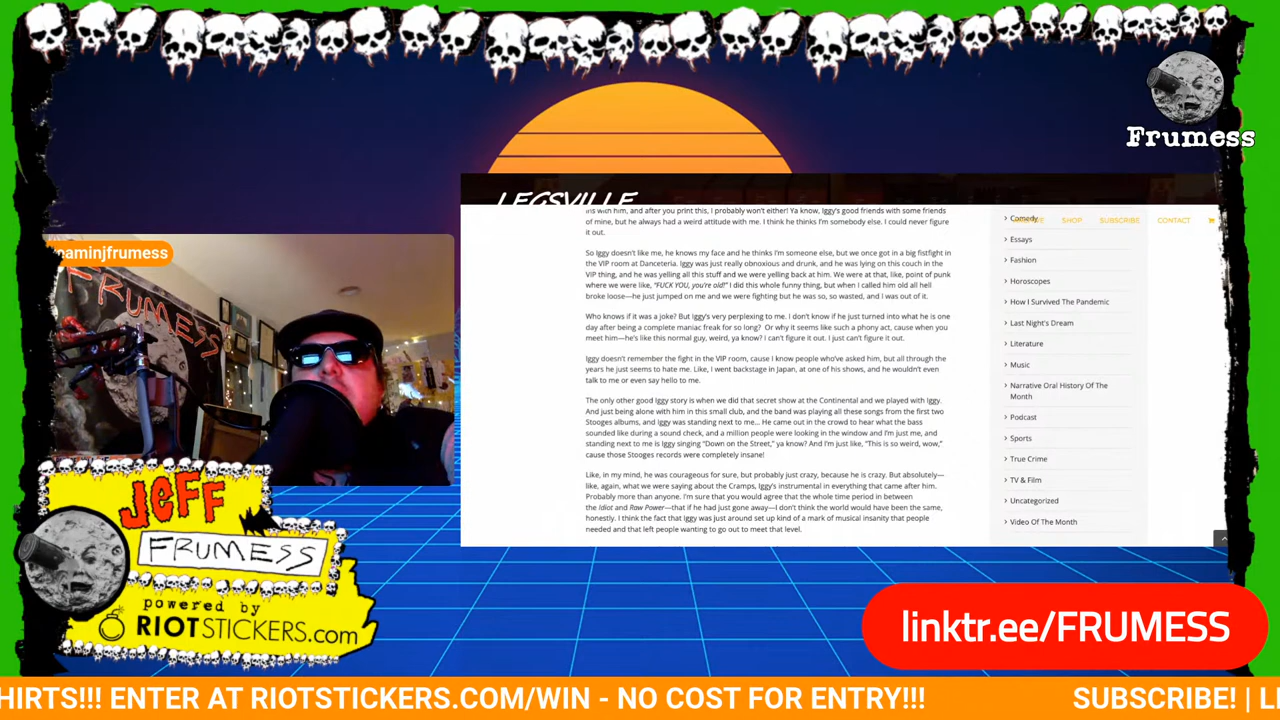 Frumess
LEGSVILLE
with him, and after you print this, I probably won't either! Ya know, Iggy's good friends with some friends
of mine, but he always had a weird attitude with me. I think he thinks I'm somebody else. I could never figure
it out.
So Iggy doesn't like me, he knows my face and he thinks I'm someone else, but we once got in a big fistfight in
the VIP room at Danceteria. Iggy was just really obnoxious and drunk, and he was lying on this couch in the
VIP thing, and he was yelling all this stuff and we were yelling back at him. We were at that, like, point of punk
where we were like, “FUCK YOU, you're old!” I did this whole funny thing, but when I called him old all hell
broke loose—he just jumped on me and we were fighting but he was so, so wasted, and I was out of it.
Who knows if it was a joke? But Iggy's very perplexing to me. I don't know if he just turned into what he is one
day after being a complete maniac freak for so long?  Or why it seems like such a phony act, cause when you
meet him—he's like this normal guy, weird, ya know? I can't figure it out. I just can't figure it out.
Iggy doesn't remember the fight in the VIP room, cause I know people who've asked him, but all through the
years he just seems to hate me. Like, I went backstage in Japan, at one of his shows, and he wouldn't even
talk to me or even say hello to me.
The only other good Iggy story is when we did that secret show at the Continental and we played with Iggy.
And just being alone with him in this small club, and the band was playing all these songs from the first two
Stooges albums, and Iggy was standing next to me... He came out in the crowd to hear what the bass
sounded like during a sound check, and a million people were looking in the window and I'm just me, and
standing next to me is Iggy singing “Down on the Street,” ya know? And I'm just like, “This is so weird, wow,”
cause those Stooges records were completely insane!
Like, in my mind, he was courageous for sure, but probably just crazy, because he is crazy. But absolutely—
like, again, what we were saying about the Cramps, Iggy's instrumental in everything that came after him.
Probably more than anyone. I'm sure that you would agree that the whole time period in between
the Idiot and Raw Power—that if he had just gone away—I don't think the world would have been the same,
honestly. I think the fact that Iggy was just around set up kind of a mark of musical insanity that people
needed and that left people wanting to go out to meet that level.
SHOP
SUBSCRIBE
CONTACT
Comedy
Essays
Fashion
Horoscopes
How I Survived The Pandemic
Last Night's Dream
Literature
Music
Narrative Oral History Of The
Month
Podcast
Sports
True Crime
TV & Film
Uncategorized
Video Of The Month
aminjfrumess
FRUMESS
JEFF
FRUMESS
powered by
RIOTSTICKERS.com
linktr.ee/FRUMESS
HIRTS!!! ENTER AT RIOTSTICKERS.COM/WIN - NO COST FOR ENTRY!!!
SUBSCRIBE! | L